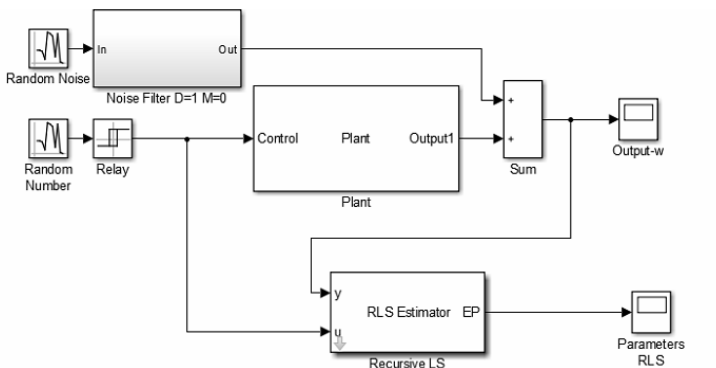 In
Out
Random Noise
Noise Filter D=1 M=0
Control
Plant
Output1
+
+
Random
Number
Relay
Plant
Sum
Output-w
y
RLS Estimator
EP
u
Recursive LS
Parameters
RLS